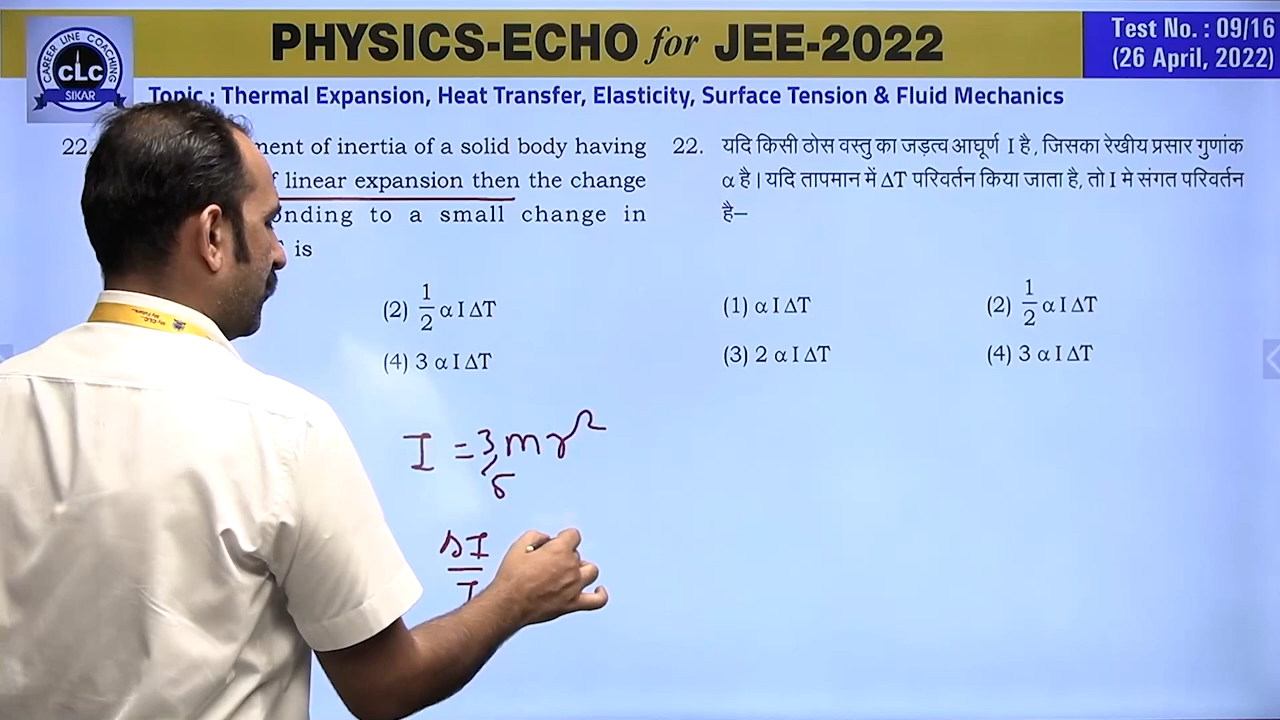 PHYSICS-ECHO for JEE-2022
Test No. : 09/16
(26 April, 2022)
CAREER LINE COACHING
CLC
SIKAR
Topic : Thermal Expansion, Heat Transfer, Elasticity, Surface Tension & Fluid Mechanics
22. ment of inertia of a solid body having
linear expansion then the change
onding to a small change in
is
(2) 1/2 α I ΔT
(4) 3 α I ΔT
22. यदि किसी ठोस वस्तु का जड़त्व आघूर्ण I है, जिसका रेखीय प्रसार गुणांक
α है। यदि तापमान में ΔT परिवर्तन किया जाता है, तो I मे संगत परिवर्तन
है–
(1) α I ΔT (2) 1/2 α I ΔT
(3) 2 α I ΔT (4) 3 α I ΔT
I = 3/5 mr²
ΔI
I